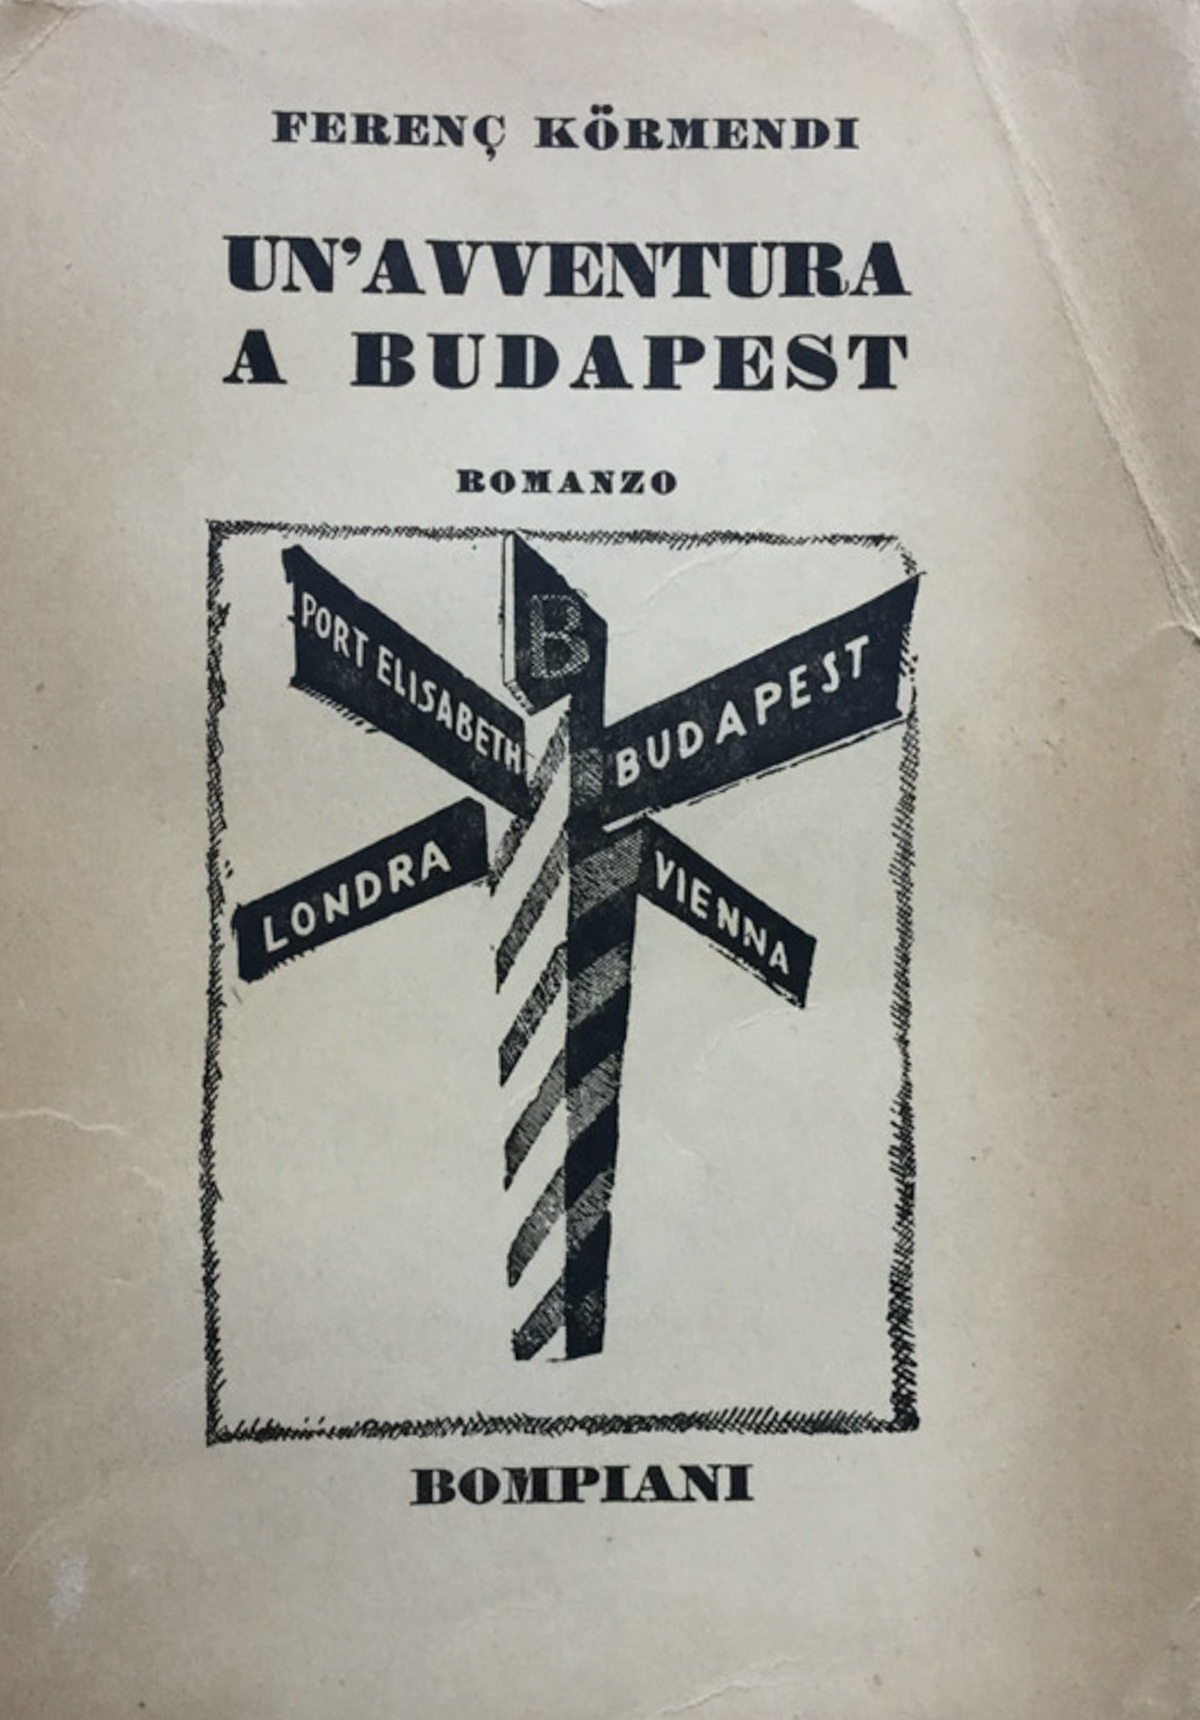 FERENÇ KÖRMENDI
UN'AVVENTURA
A BUDAPEST
ROMANZO
B
PORT ELISABETH
BUDAPEST
LONDRA
VIENNA
BOMPIANI